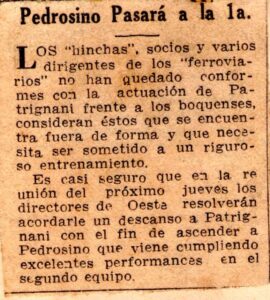 Pedrosino Pasará a la 1a.
LOS "hinchas", socios y varios
dirigentes de los "ferrovia-
rios" no han quedado confor-
mes con la actuación de Pa-
trignani frente a los boquenses,
consideran éstos que se encuen-
tra fuera de forma y que nece-
sita ser sometido a un riguro-
so entrenamiento.
Es casi seguro que en la re
unión del próximo jueves los
directores de Oeste resolverán
acordarle un descanso a Patrig-
nani con el fin de ascender a
Pedrosino que viene cumpliendo
excelentes performances en el
segundo equipo.